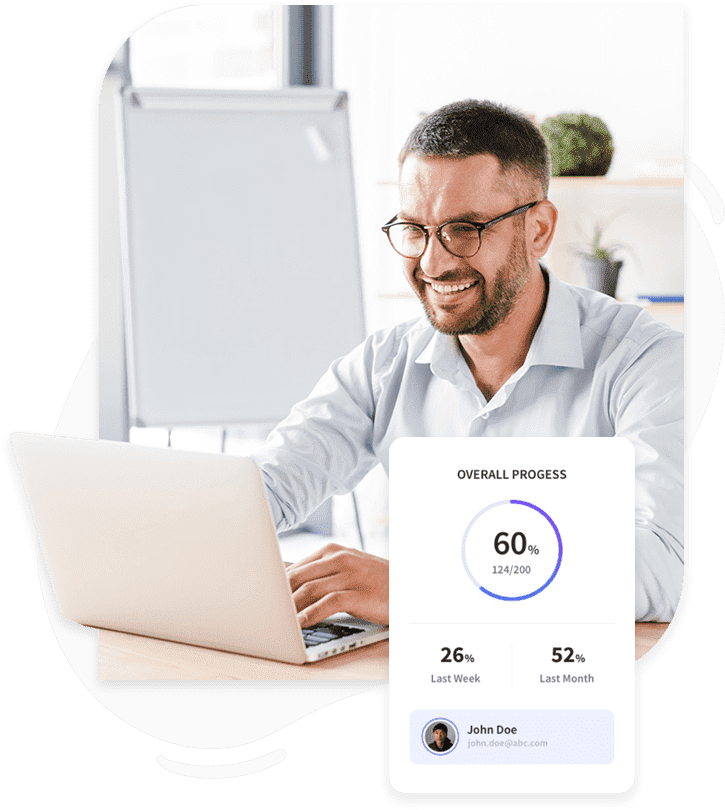 OVERALL PROGESS
60%
124/200
26%
Last Week
52%
Last Month
John Doe
john.doe@abc.com